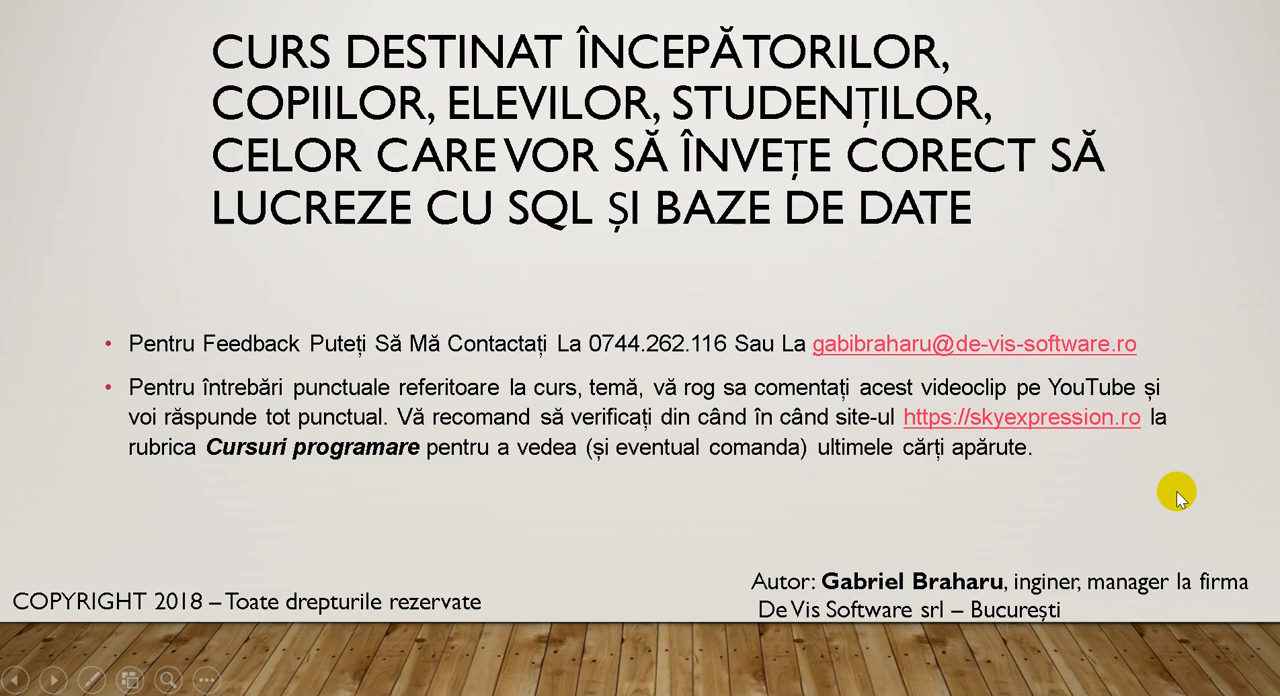 CURS DESTINAT ÎNCEPĂTORILOR,
COPIILOR, ELEVILOR, STUDENȚILOR,
CELOR CARE VOR SĂ ÎNVEȚE CORECT SĂ
LUCREZE CU SQL ȘI BAZE DE DATE
• Pentru Feedback Puteți Să Mă Contactați La 0744.262.116 Sau La gabibraharu@de-vis-software.ro
• Pentru întrebări punctuale referitoare la curs, temă, vă rog sa comentați acest videoclip pe YouTube și
voi răspunde tot punctual. Vă recomand să verificați din când în când site-ul https://skyexpression.ro la
rubrica Cursuri programare pentru a vedea (și eventual comanda) ultimele cărți apărute.
Autor: Gabriel Braharu, inginer, manager la firma
De Vis Software srl – București
COPYRIGHT 2018 – Toate drepturile rezervate